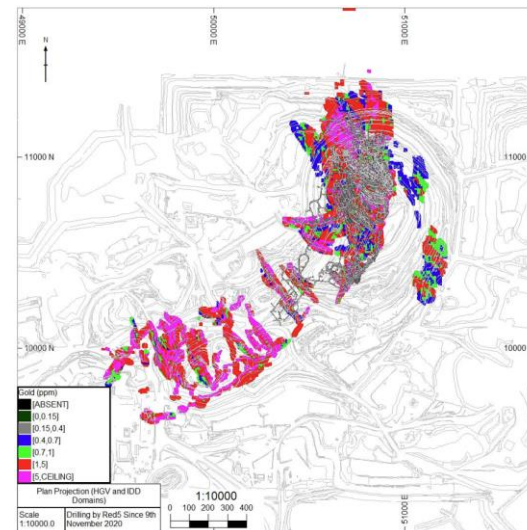 49000 E
50000 E
51000 E
N
11000 N
11000 N
10000 N
10000 N
Gold (ppm)
[ABSENT]
[0,0.15]
[0.15,0.4]
[0.4,0.7]
[0.7,1]
[1,5]
[5,CEILING]
Plan Projection (HGV and IDD
Domains)
Scale
1:10000.0
Drilling by Red5 Since 9th
November 2020
1:10000
0 100 200 300 400
51000 E